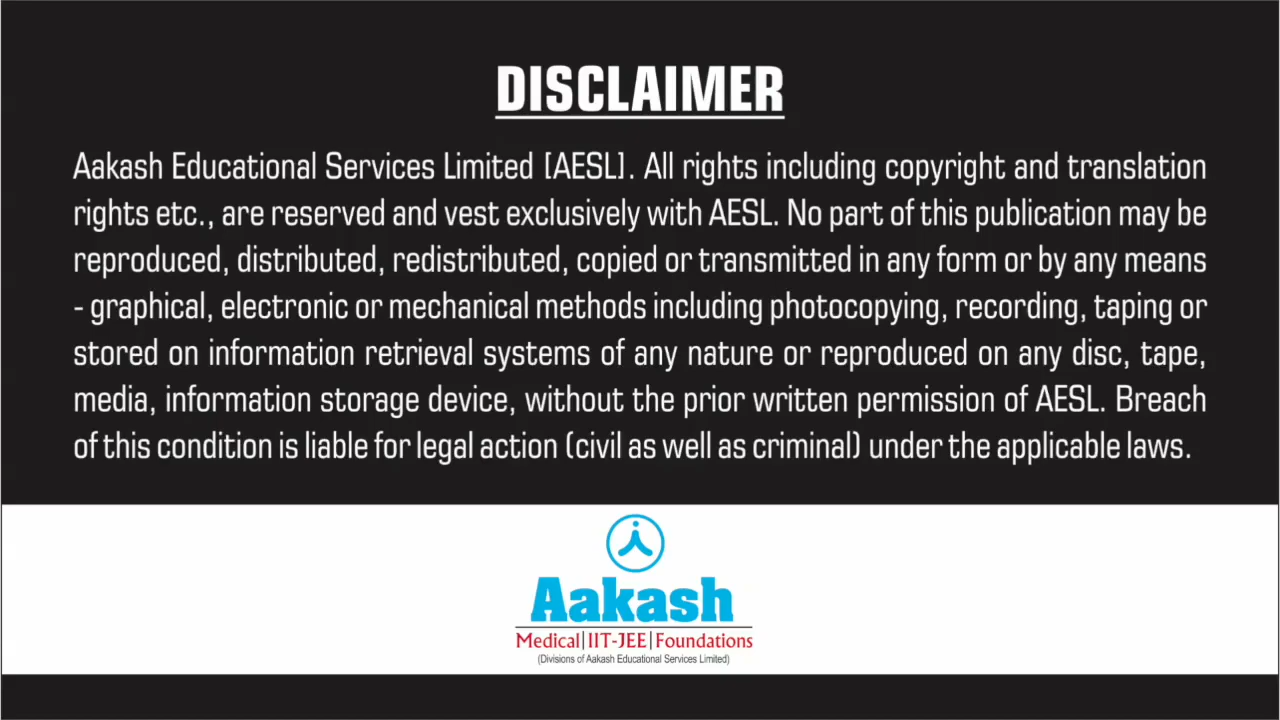 DISCLAIMER
Aakash Educational Services Limited [AESL]. All rights including copyright and translation
rights etc., are reserved and vest exclusively with AESL. No part of this publication may be
reproduced, distributed, redistributed, copied or transmitted in any form or by any means
- graphical, electronic or mechanical methods including photocopying, recording, taping or
stored on information retrieval systems of any nature or reproduced on any disc, tape,
media, information storage device, without the prior written permission of AESL. Breach
of this condition is liable for legal action (civil as well as criminal) under the applicable laws.
Aakash
Medical|IIT-JEE|Foundations
(Divisions of Aakash Educational Services Limited)